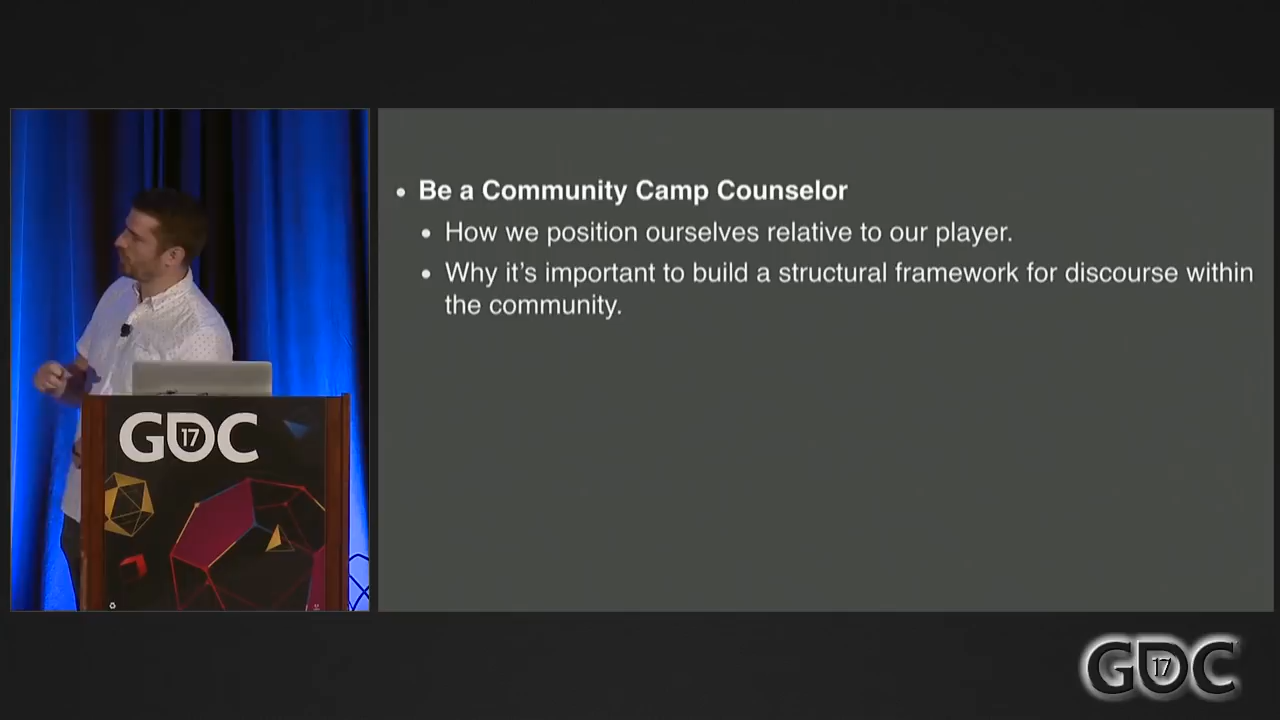 • Be a Community Camp Counselor
• How we position ourselves relative to our player.
• Why it's important to build a structural framework for discourse within
the community.
GDC
17
GDC
17